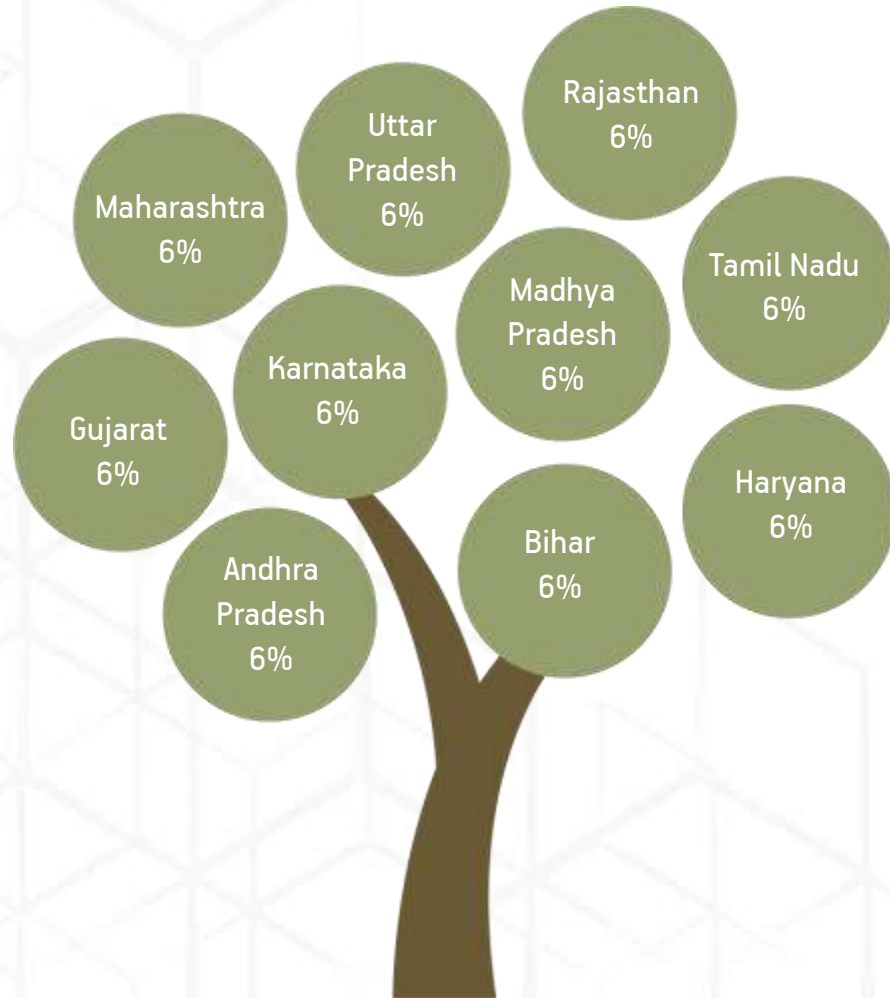 Rajasthan
6%
Uttar
Pradesh
6%
Maharashtra
6%
Tamil Nadu
6%
Madhya
Pradesh
6%
Karnataka
6%
Gujarat
6%
Haryana
6%
Bihar
6%
Andhra
Pradesh
6%